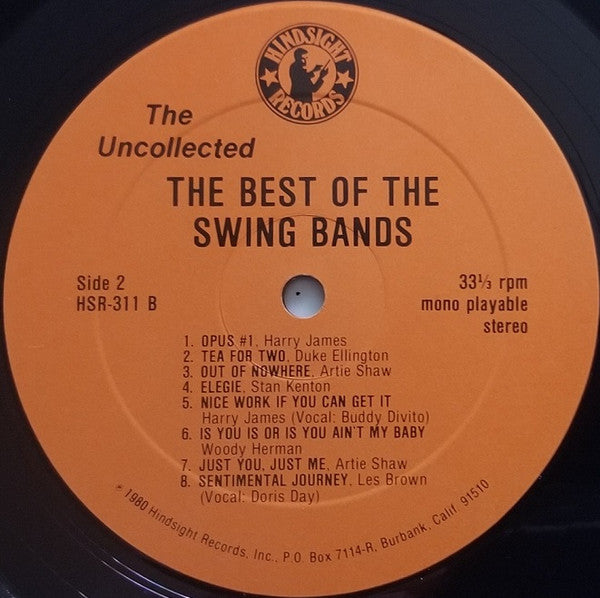 HINDSIGHT
RECORDS
The
Uncollected
THE BEST OF THE
SWING BANDS
Side 2
HSR-311 B
33⅓ rpm
mono playable
stereo
1. OPUS #1, Harry James
2. TEA FOR TWO, Duke Ellington
3. OUT OF NOWHERE, Artie Shaw
4. ELEGIE, Stan Kenton
5. NICE WORK IF YOU CAN GET IT
Harry James (Vocal: Buddy Divito)
6. IS YOU IS OR IS YOU AIN'T MY BABY
Woody Herman
7. JUST YOU, JUST ME, Artie Shaw
8. SENTIMENTAL JOURNEY, Les Brown
(Vocal: Doris Day)
℗ 1980 Hindsight Records, Inc., P.O. Box 7114-R, Burbank, Calif. 91510